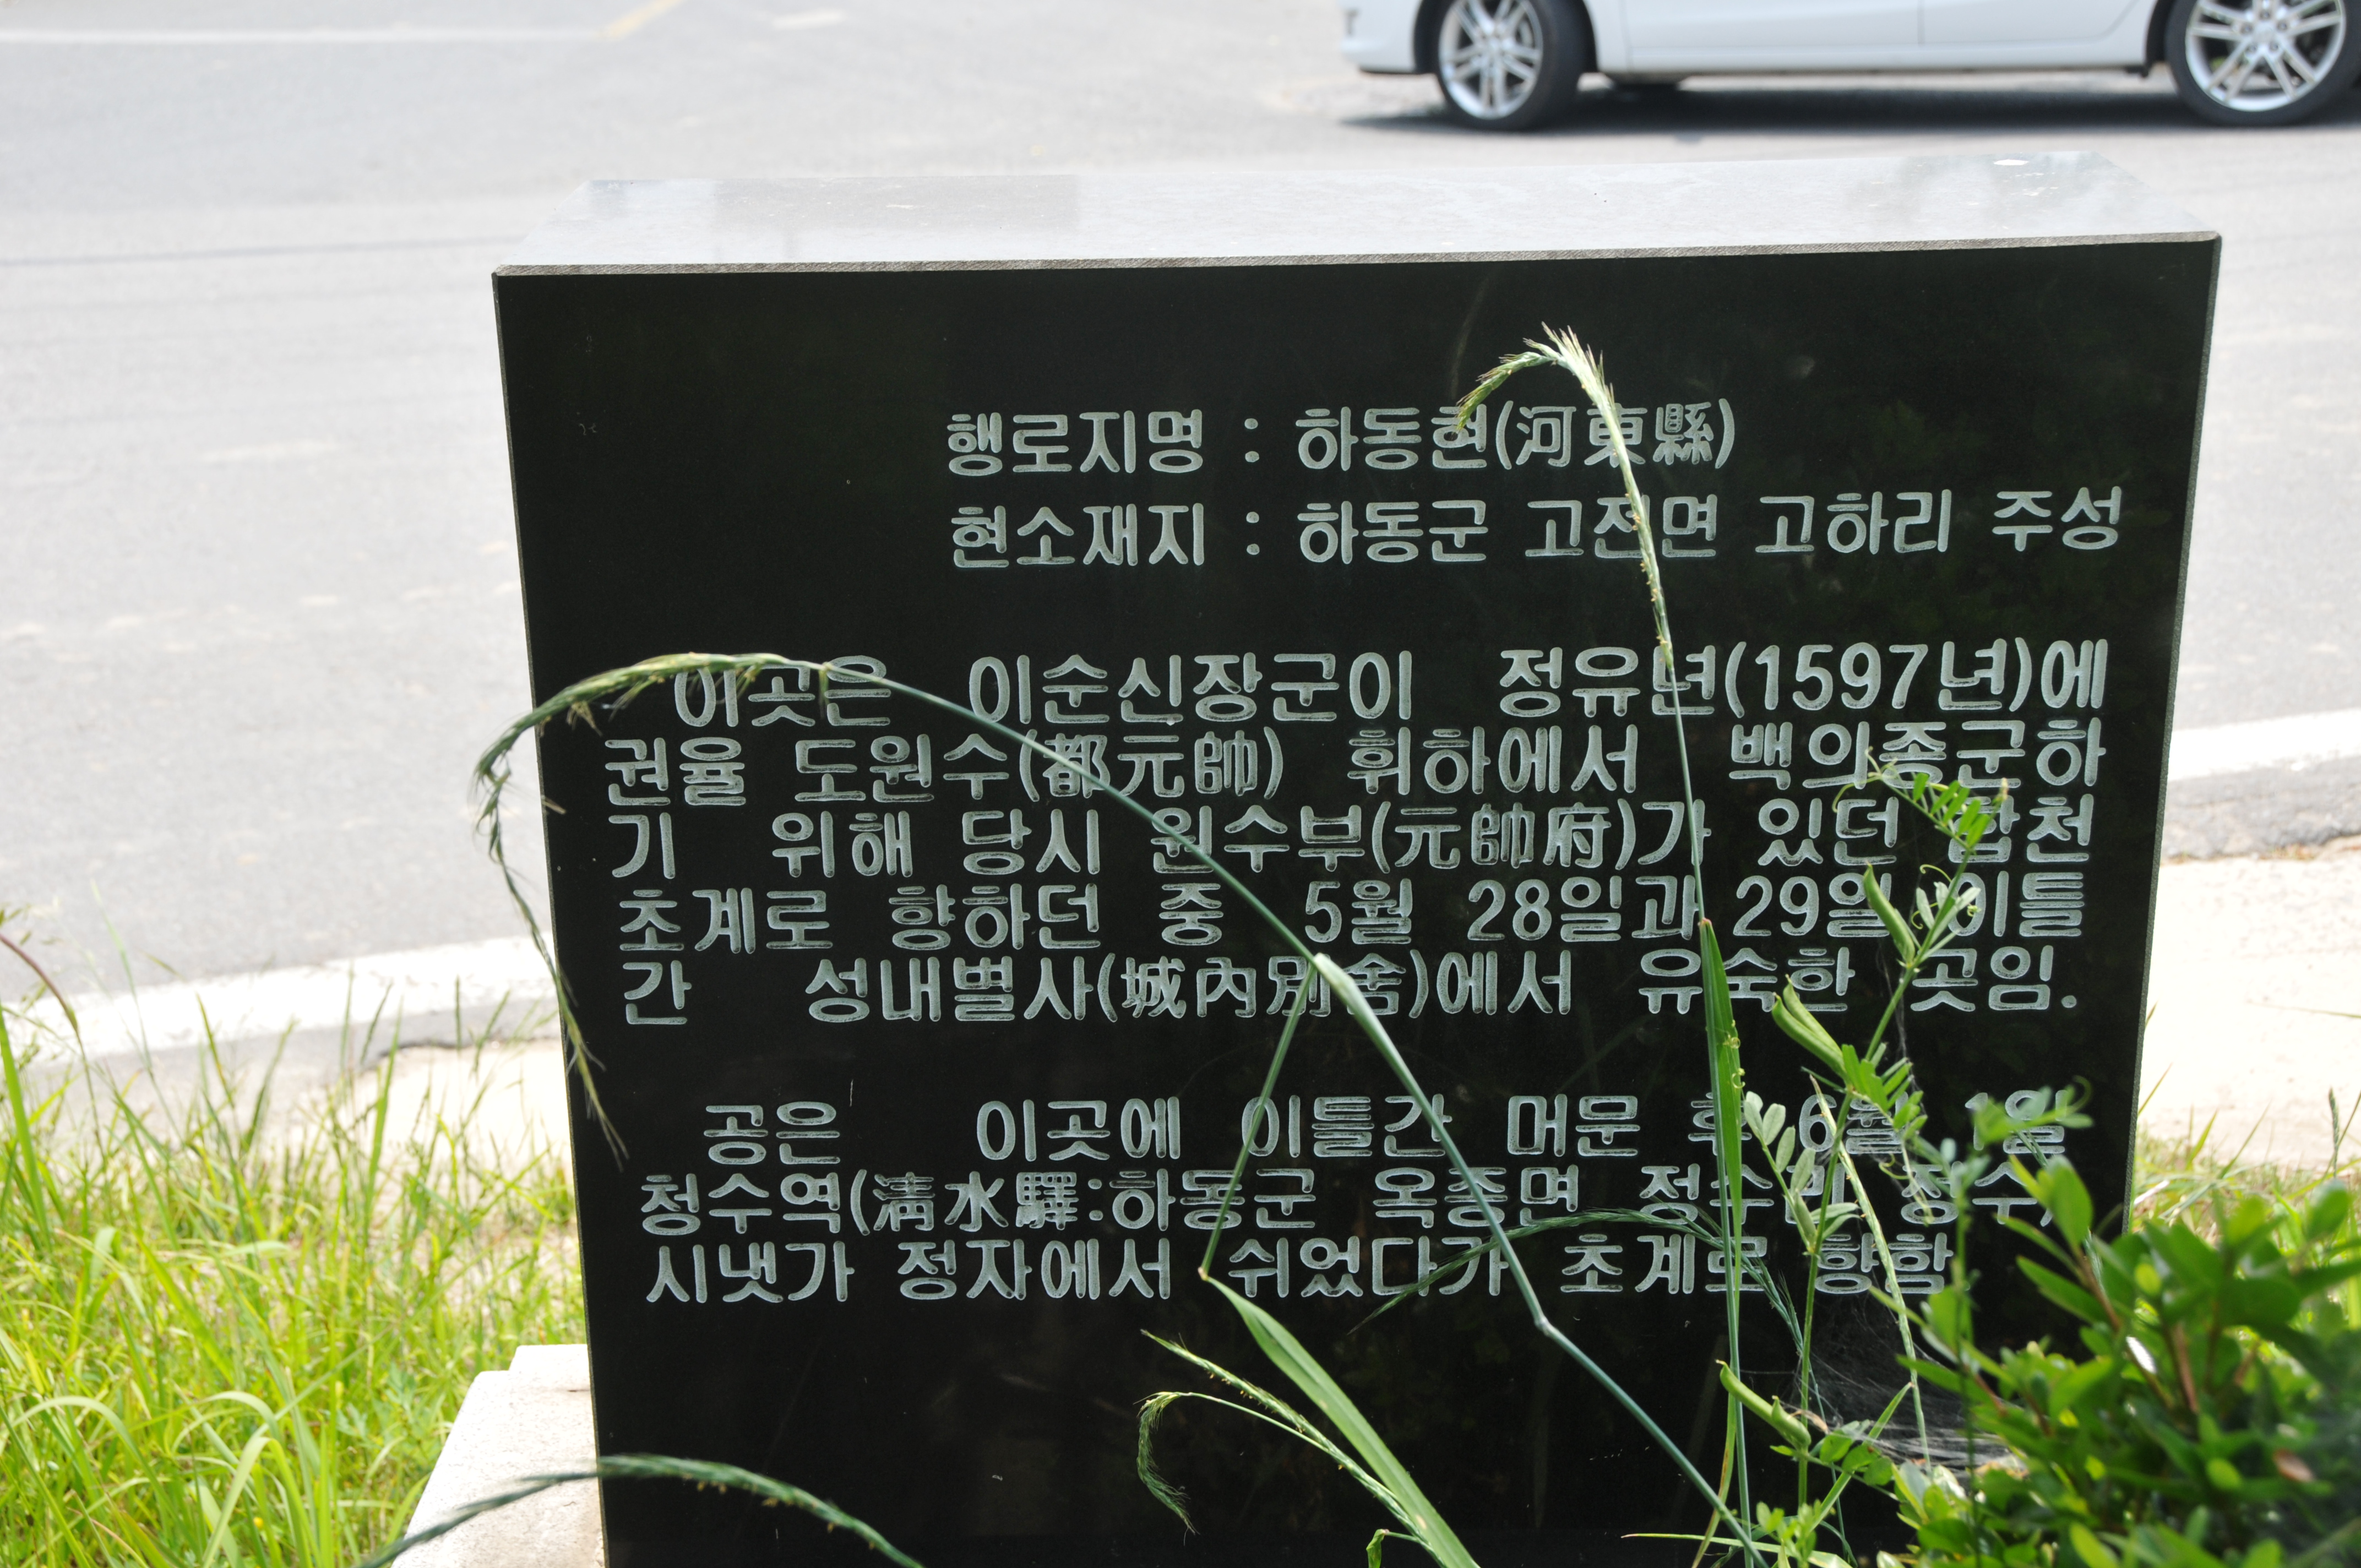 행로지명 : 하동현(河東縣)
현소재지 : 하동군 고전면 고하리 주성
이곳은 이순신장군이 정유년(1597년)에
권율 도원수(都元帥) 휘하에서 백의종군하
기 위해 당시 원수부(元帥府)가 있던 합천
초계로 향하던 중 5월 28일과 29일 이틀
간 성내별사(城內別舍)에서 유숙한 곳임.
공은 이곳에 이틀간 머문 후 6월 1일
청수역(淸水驛:하동군 옥종면 정수리 정수)
시냇가 정자에서 쉬었다가 초계로 향함